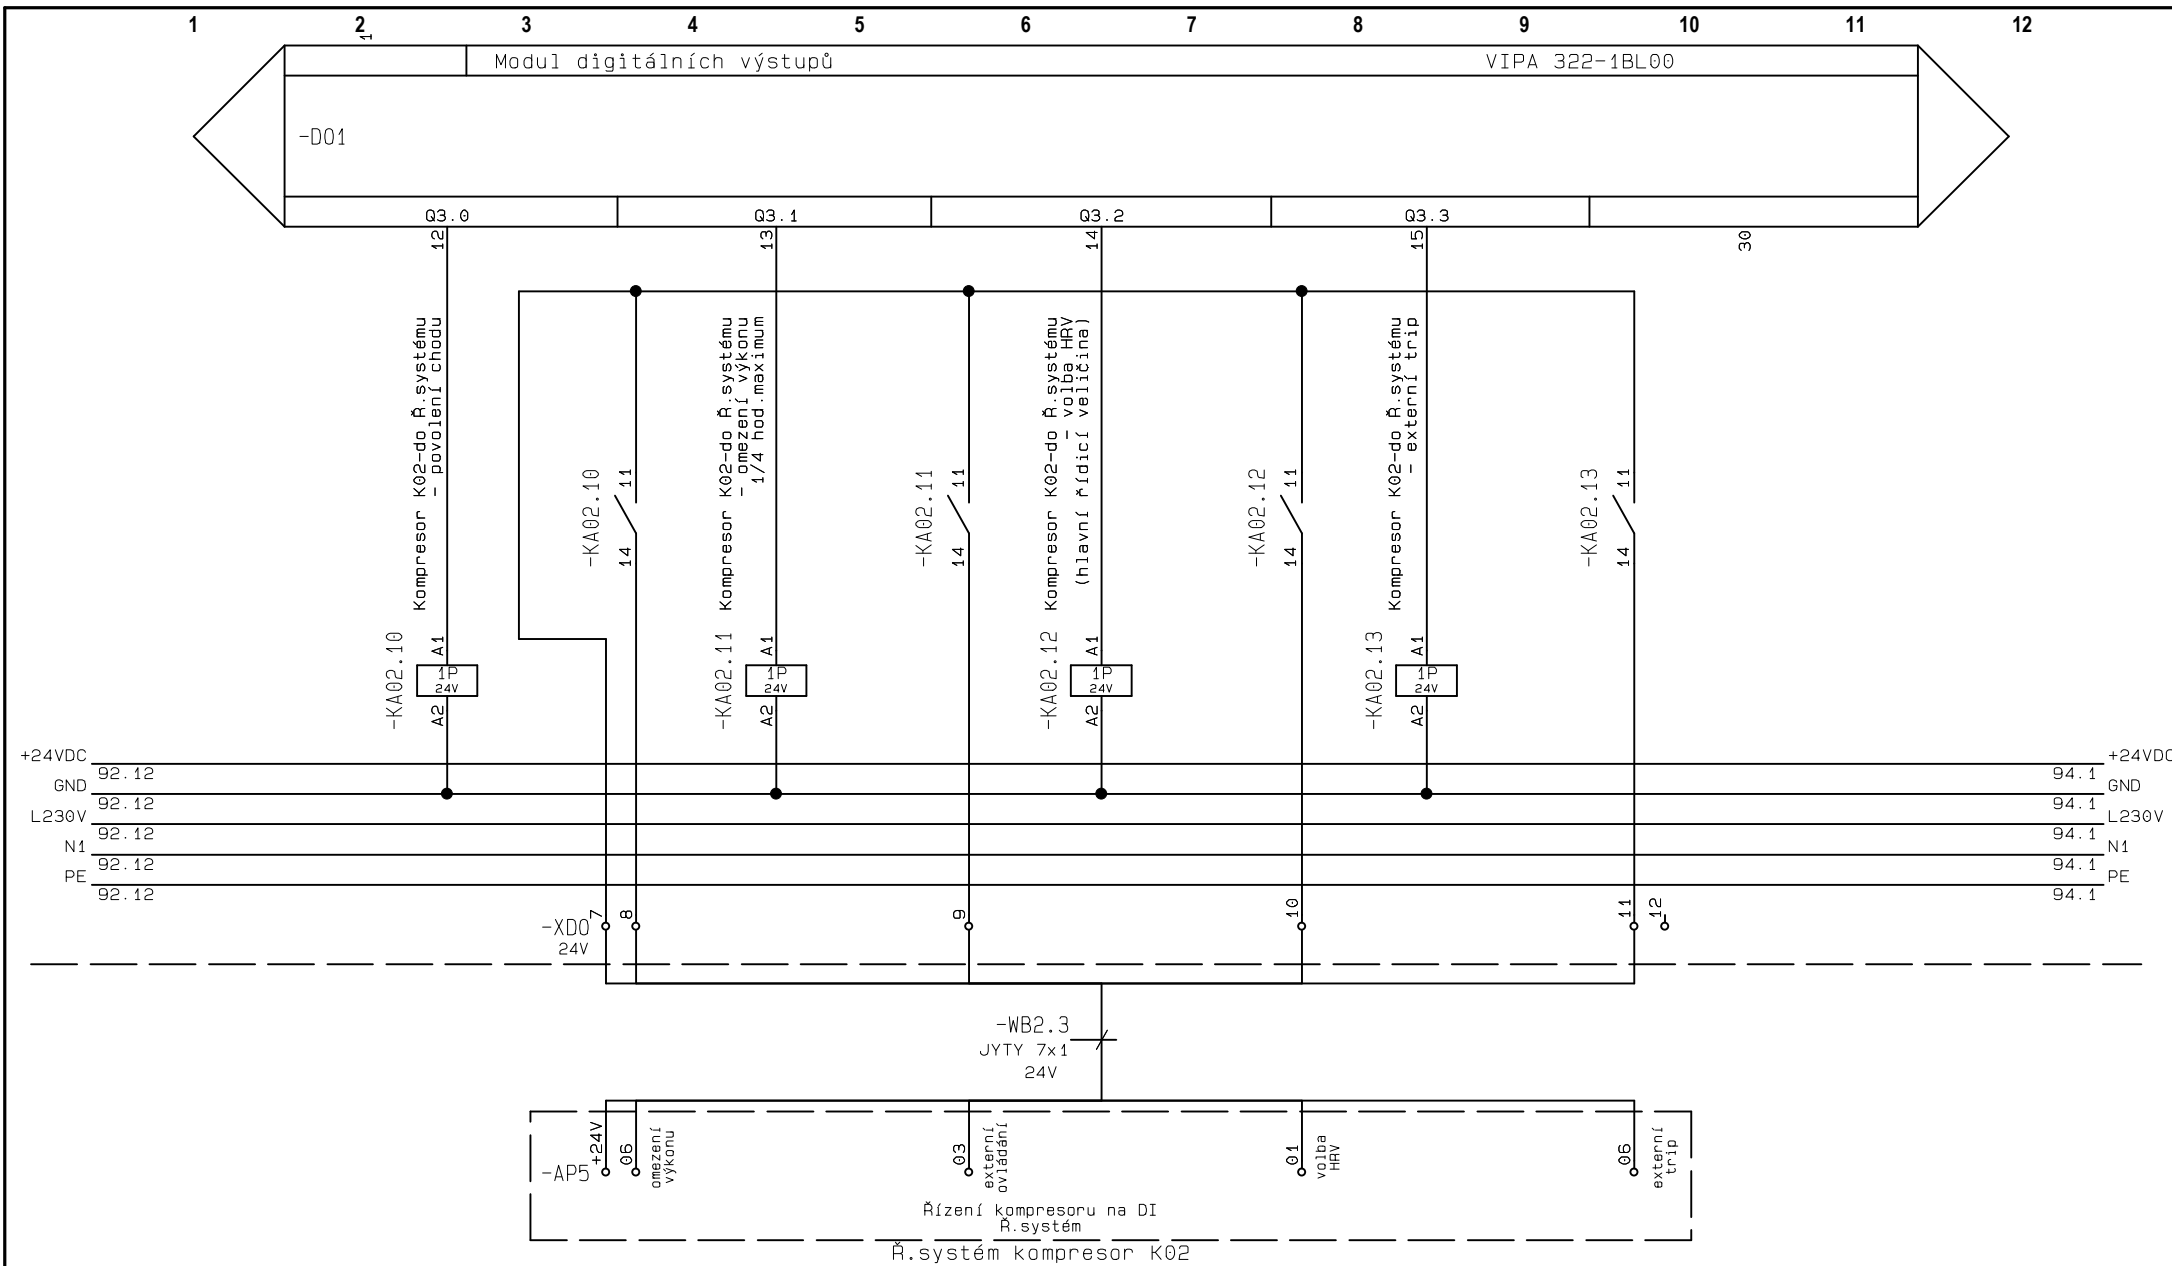 1 2 3 4 5 6 7 8 9 10 11 12
1
Modul digitálních výstupů
VIPA 322-1BL00
-DO1
Q3.0 Q3.1 Q3.2 Q3.3
12 13 14 15 30
Kompresor K02-do Ř.systému
- povolení chodu
Kompresor K02-do Ř.systému
- omezení výkonu
1/4 hod.maximum
Kompresor K02-do Ř.systému
- volba HRV
(hlavní řídicí veličina)
Kompresor K02-do Ř.systému
- externí trip
-KA02.10 11 14
-KA02.11 11 14
-KA02.12 11 14
-KA02.13 11 14
-KA02.10 A1 1P 24V A2
-KA02.11 A1 1P 24V A2
-KA02.12 A1 1P 24V A2
-KA02.13 A1 1P 24V A2
+24VDC 92.12 94.1 +24VDC
GND 92.12 94.1 GND
L230V 92.12 94.1 L230V
N1 92.12 94.1 N1
PE 92.12 94.1 PE
-XDO 7 8 9 10 11 12
24V
-WB2.3
JYTY 7x1
24V
-AP5 +24V 06 03 01 06
omezení
výkonu
externí
ovládání
volba
HRV
externí
trip
Řízení kompresoru na DI
Ř.systém
Ř.systém kompresor K02